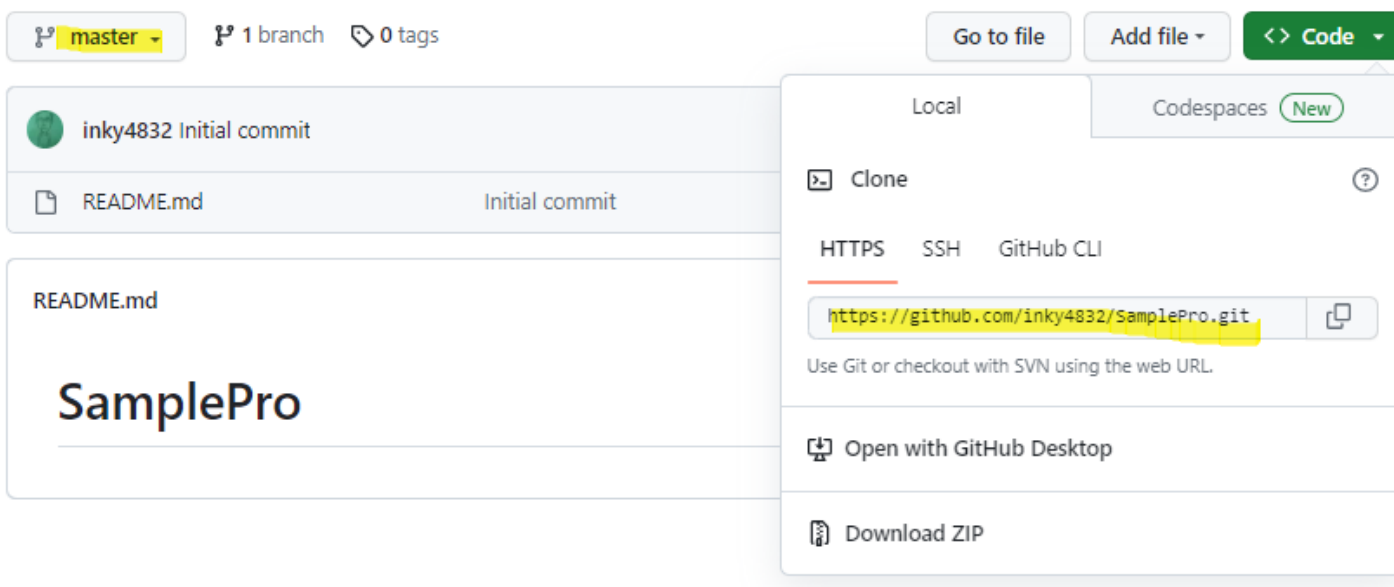 master
1 branch
0 tags
Go to file
Add file
Code
inky4832 Initial commit
README.md
Initial commit
README.md
SamplePro
Local
Codespaces
New
Clone
HTTPS
SSH
GitHub CLI
https://github.com/inky4832/SamplePro.git
Use Git or checkout with SVN using the web URL.
Open with GitHub Desktop
Download ZIP